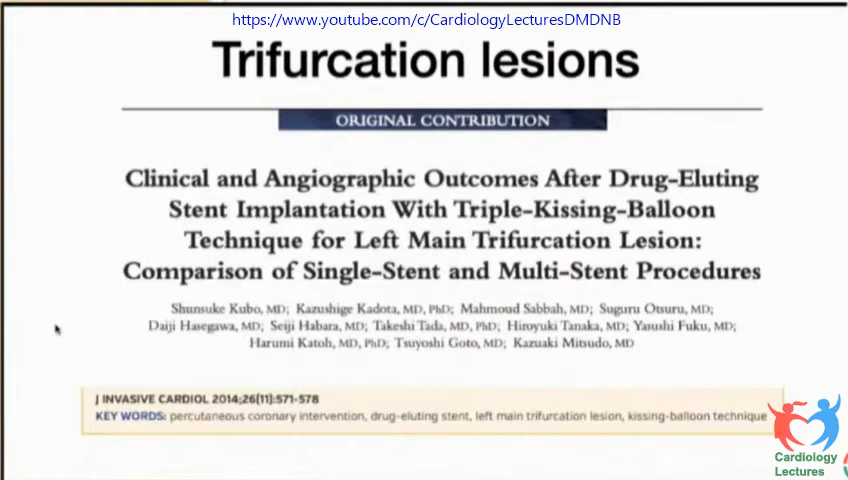 https://www.youtube.com/c/CardiologyLecturesDMDNB
Trifurcation lesions
ORIGINAL CONTRIBUTION
Clinical and Angiographic Outcomes After Drug-Eluting
Stent Implantation With Triple-Kissing-Balloon
Technique for Left Main Trifurcation Lesion:
Comparison of Single-Stent and Multi-Stent Procedures
Shunsuke Kubo, MD; Kazushige Kadota, MD, PhD; Mahmoud Sabbah, MD; Suguru Otsuru, MD;
Daiji Hasegawa, MD; Seiji Habara, MD; Takeshi Tada, MD, PhD; Hiroyuki Tanaka, MD; Yasushi Fuku, MD;
Harumi Katoh, MD, PhD; Tsuyoshi Goto, MD; Kazuaki Mitsudo, MD
J INVASIVE CARDIOL 2014;26(11):571-578
KEY WORDS: percutaneous coronary intervention, drug-eluting stent, left main trifurcation lesion, kissing-balloon technique
Cardiology
Lectures